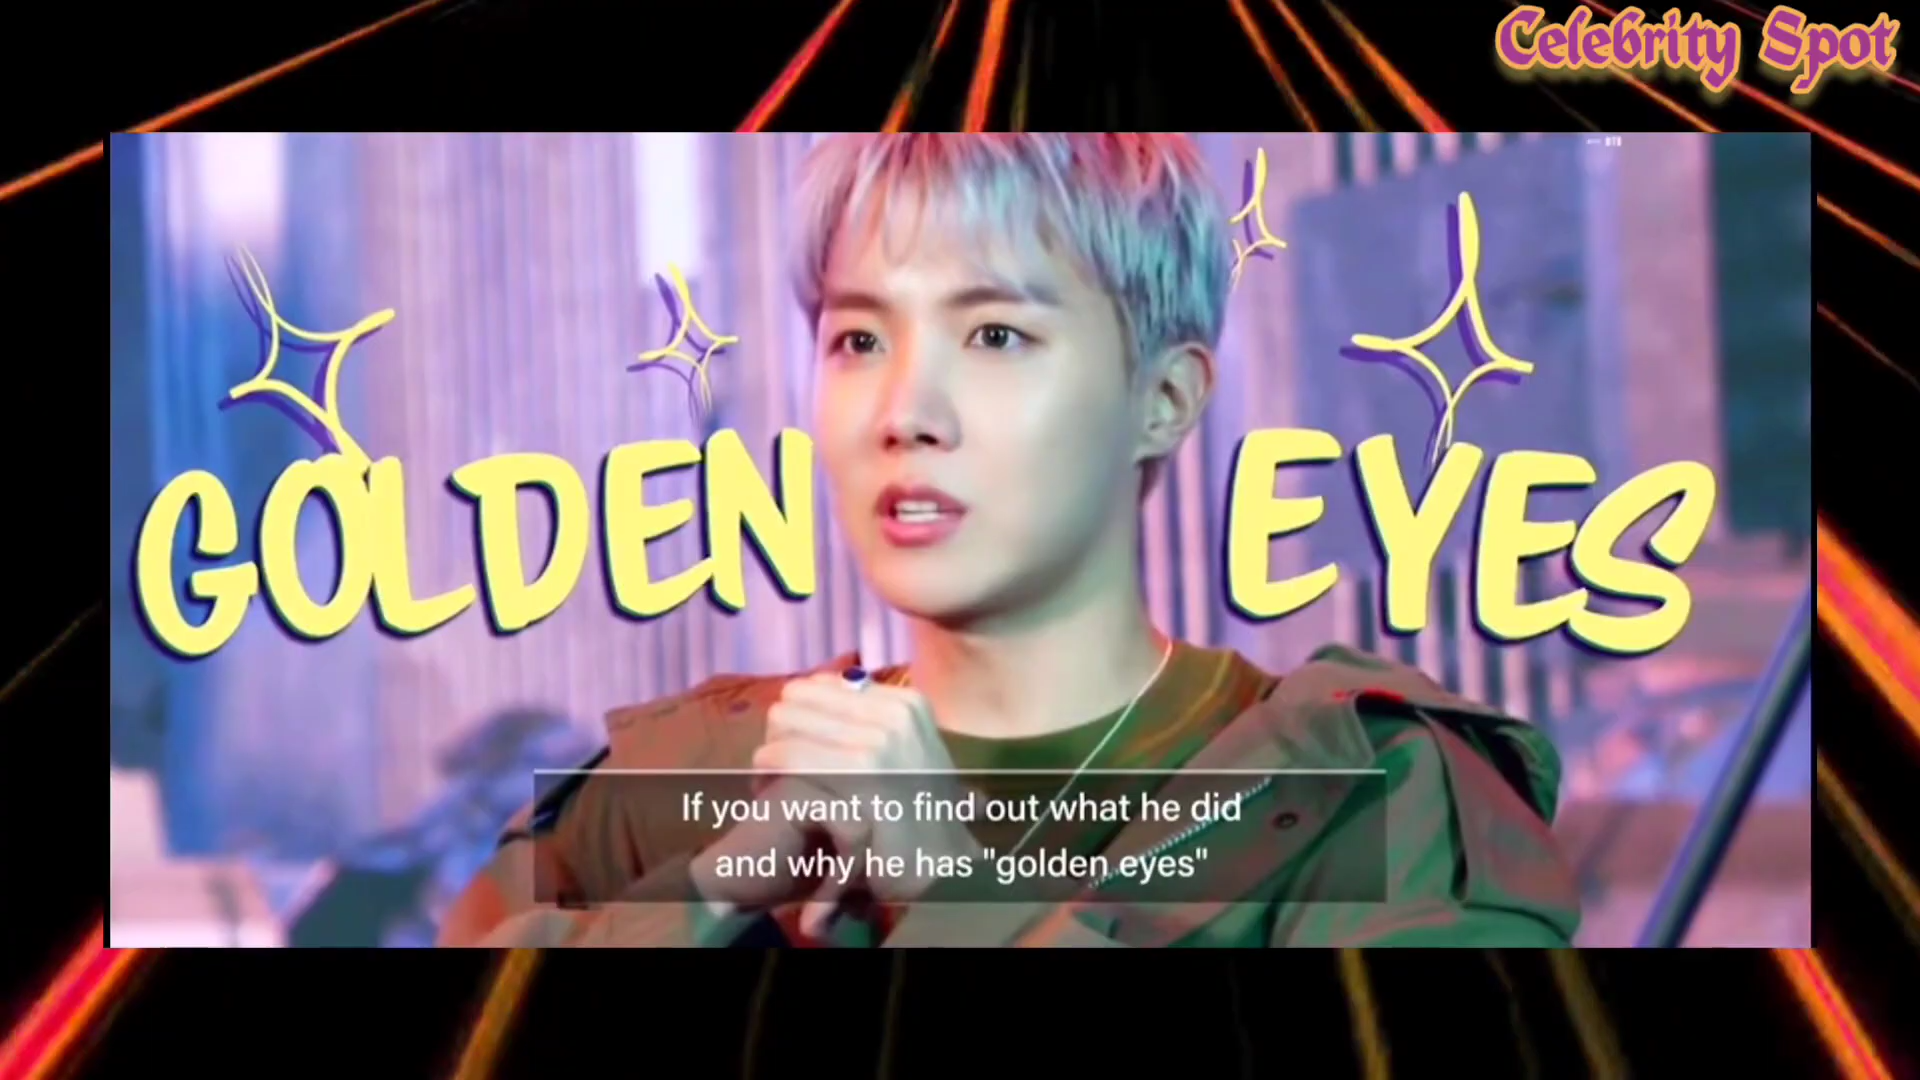 Celebrity Spot
GOLDEN EYES
If you want to find out what he did
and why he has "golden eyes"